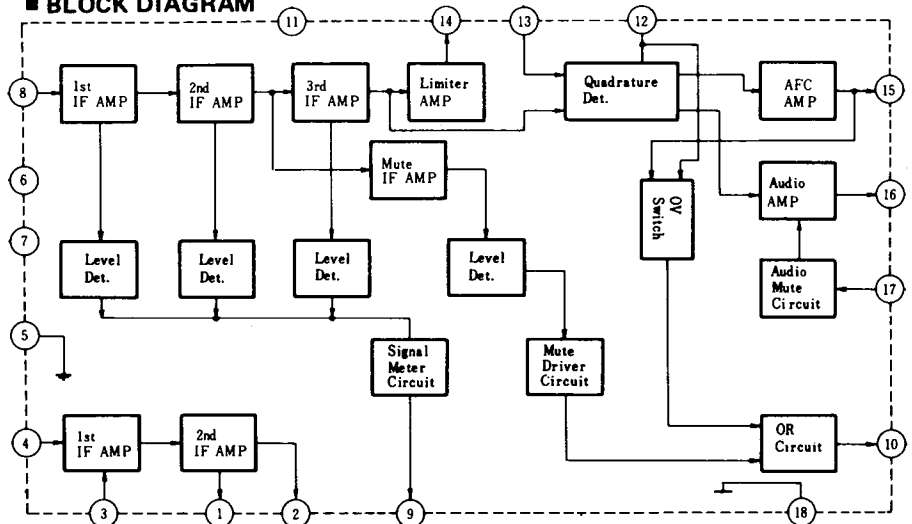 ■ BLOCK DIAGRAM
11
14
13
12
8
1st
IF AMP
2nd
IF AMP
3rd
IF AMP
Limiter
AMP
Quadrature
Det.
AFC
AMP
15
6
Mute
IF AMP
OV
Switch
Audio
AMP
16
7
Level
Det.
Level
Det.
Level
Det.
Level
Det.
Audio
Mute
Circuit
17
5
Signal
Meter
Circuit
Mute
Driver
Circuit
4
1st
IF AMP
2nd
IF AMP
OR
Circuit
10
3
1
2
9
18